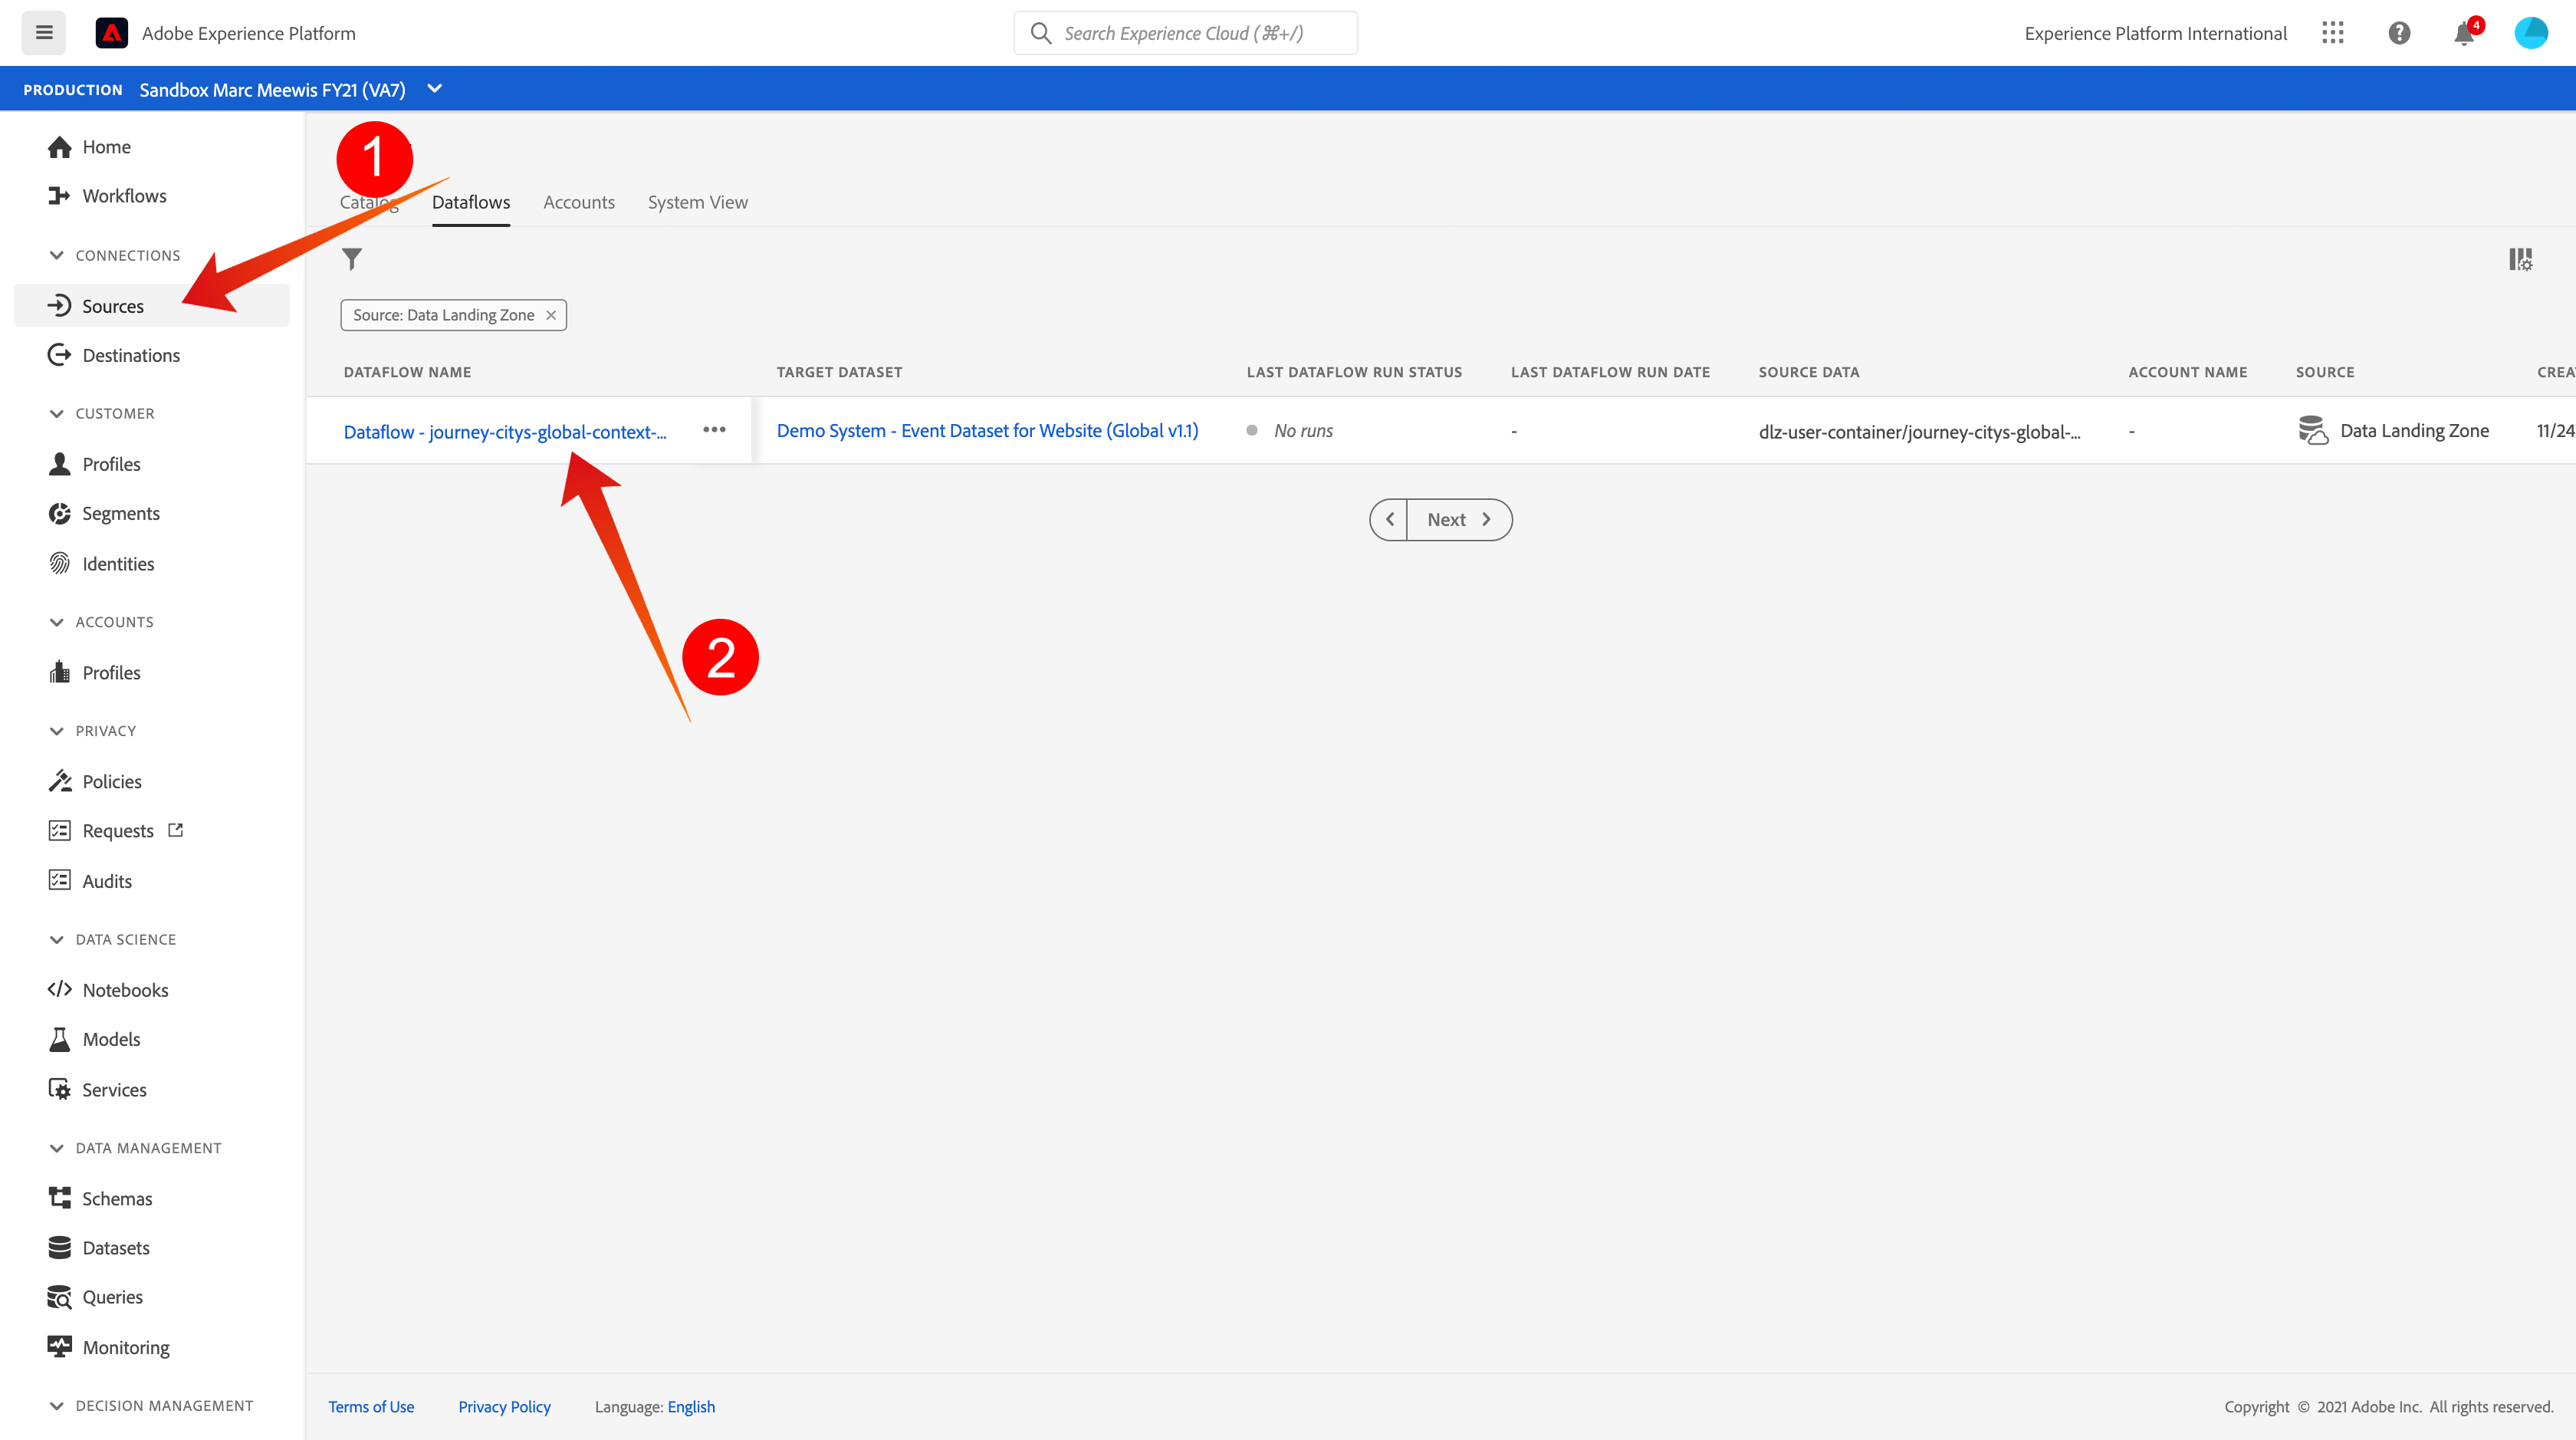 Adobe Experience Platform
Search Experience Cloud (⌘+/)
Experience Platform International
4
PRODUCTION Sandbox Marc Meewis FY21 (VA7)
Home
Workflows
CONNECTIONS
Sources
Destinations
CUSTOMER
Profiles
Segments
Identities
ACCOUNTS
Profiles
PRIVACY
Policies
Requests
Audits
DATA SCIENCE
Notebooks
Models
Services
DATA MANAGEMENT
Schemas
Datasets
Queries
Monitoring
DECISION MANAGEMENT
1
Catalog Dataflows Accounts System View
Source: Data Landing Zone ×
DATAFLOW NAME TARGET DATASET LAST DATAFLOW RUN STATUS LAST DATAFLOW RUN DATE SOURCE DATA ACCOUNT NAME SOURCE CREA
Dataflow - journey-citys-global-context-... ••• Demo System - Event Dataset for Website (Global v1.1) No runs - dlz-user-container/journey-citys-global-... - Data Landing Zone 11/24
Next
2
Terms of Use Privacy Policy Language: English
Copyright © 2021 Adobe Inc. All rights reserved.